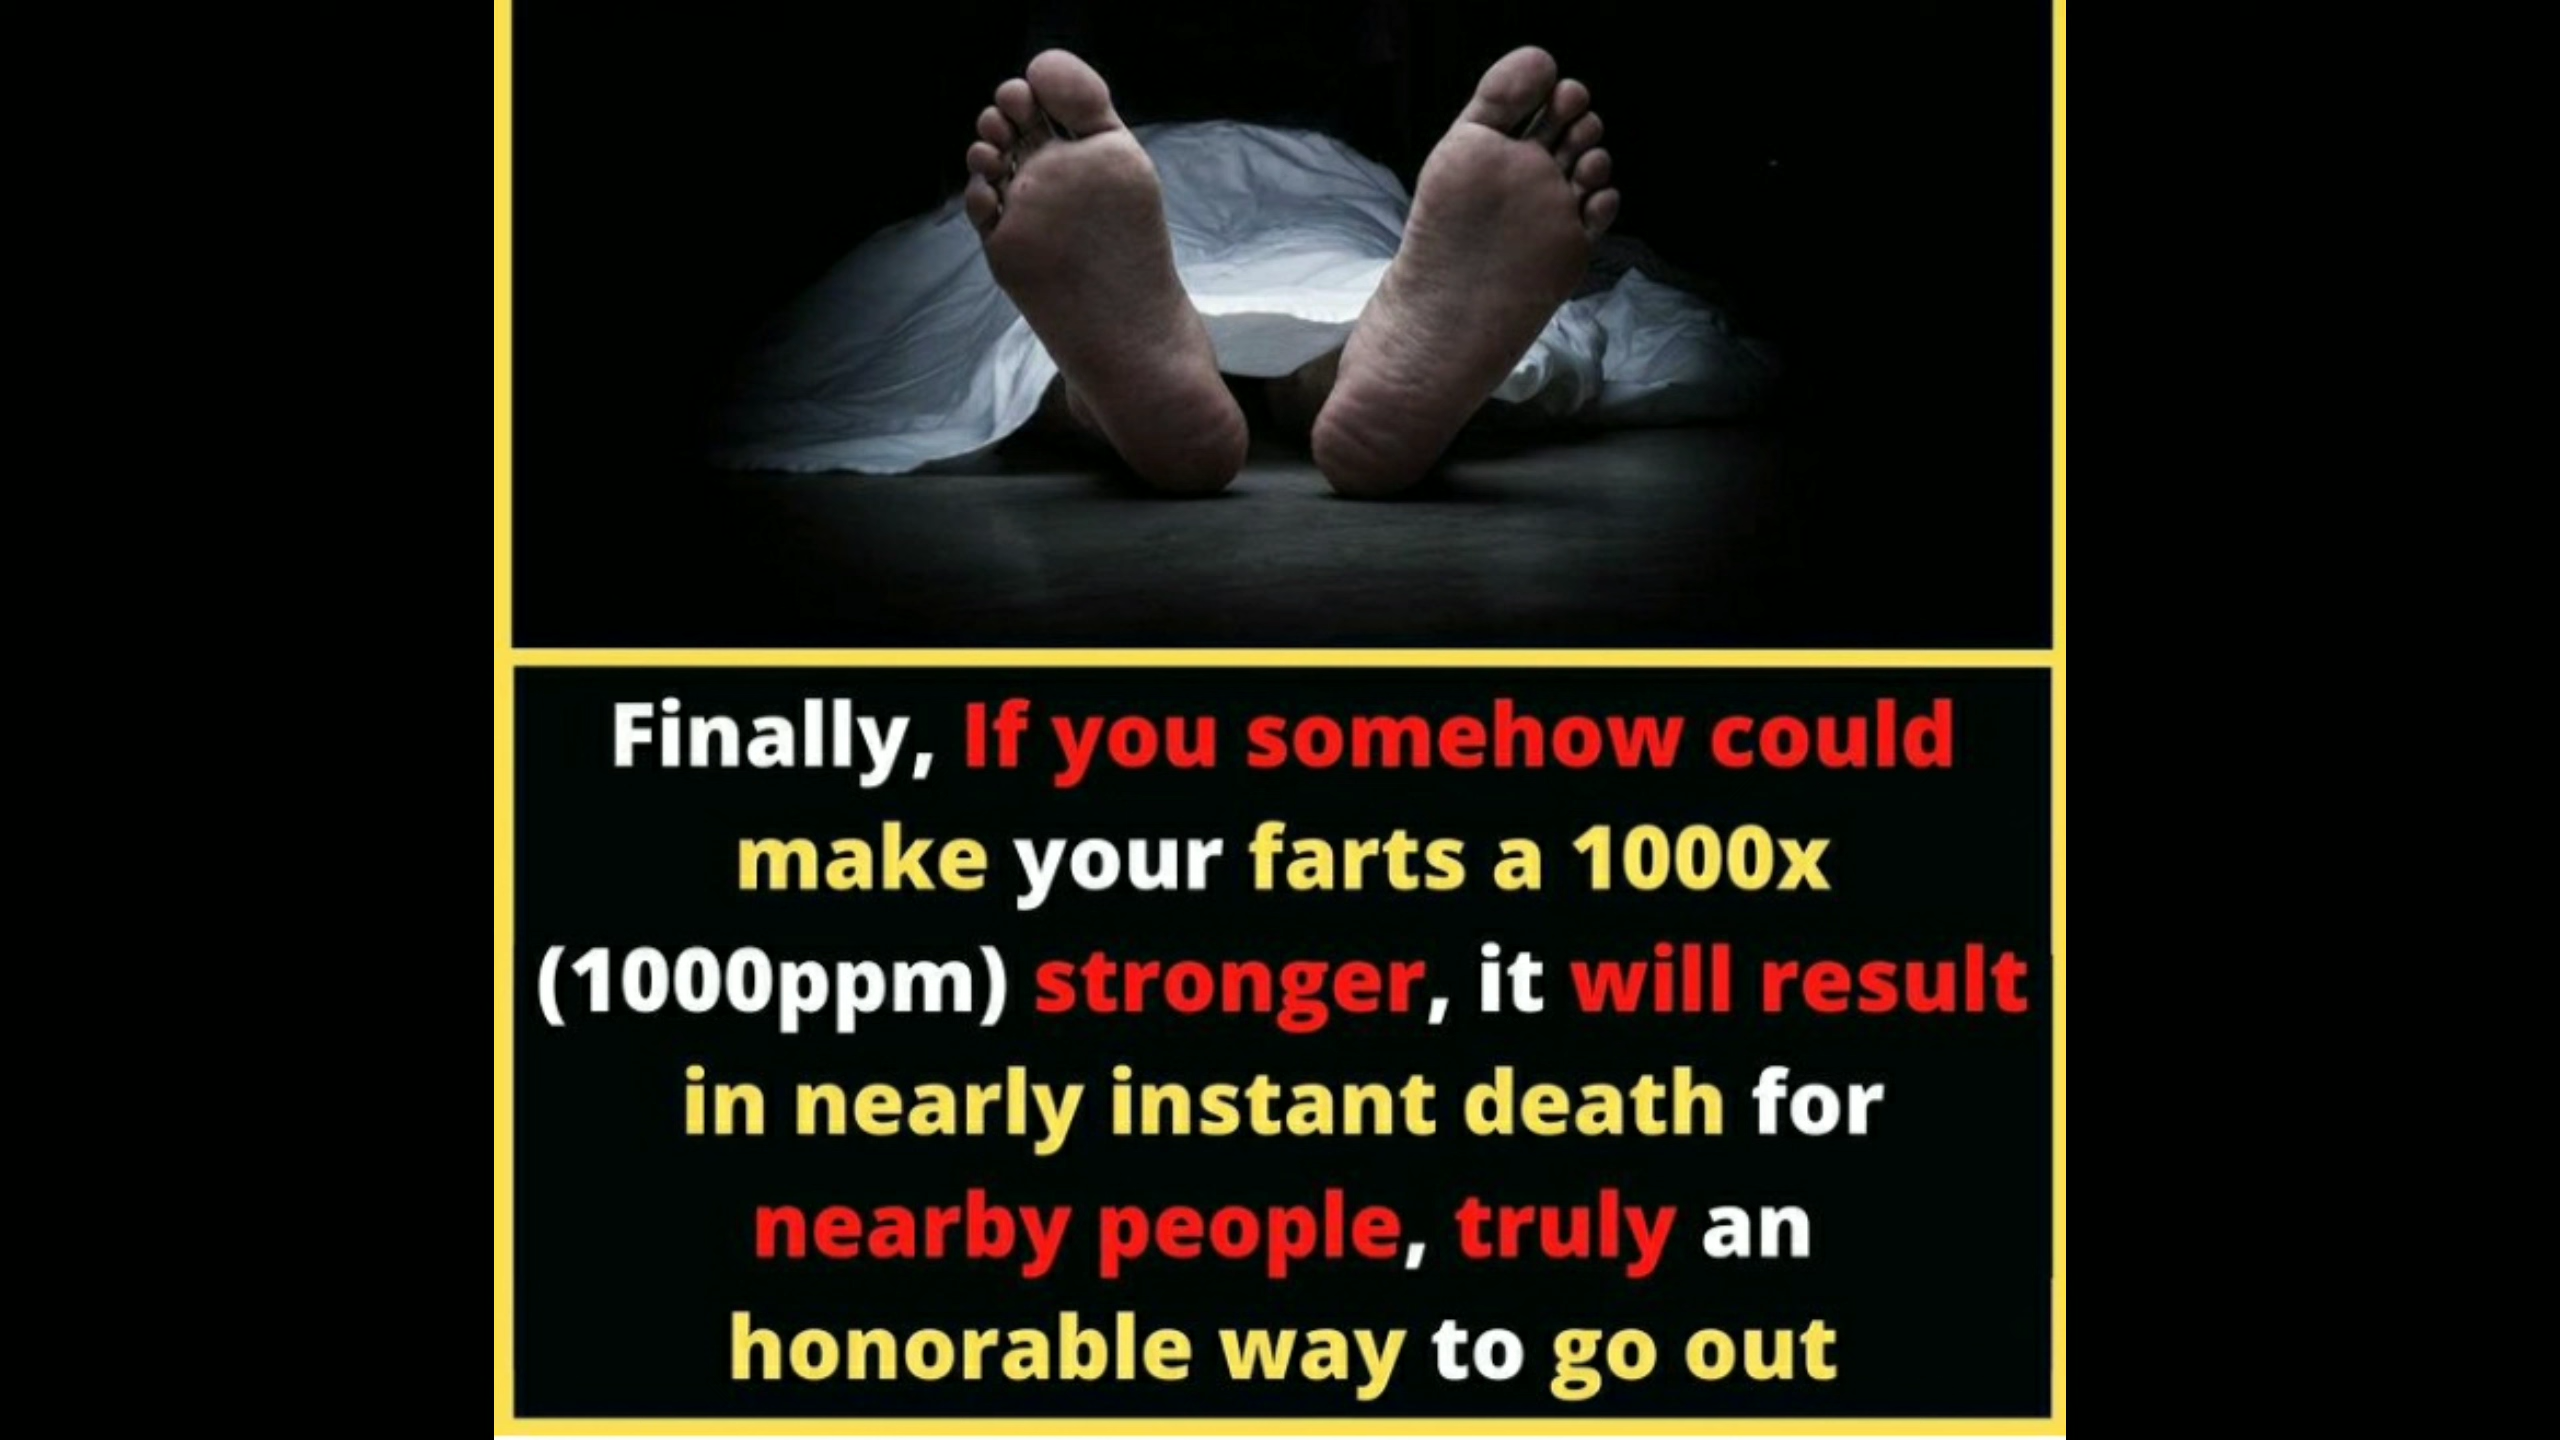 Finally, If you somehow could
make your farts a 1000x
(1000ppm) stronger, it will result
in nearly instant death for
nearby people, truly an
honorable way to go out